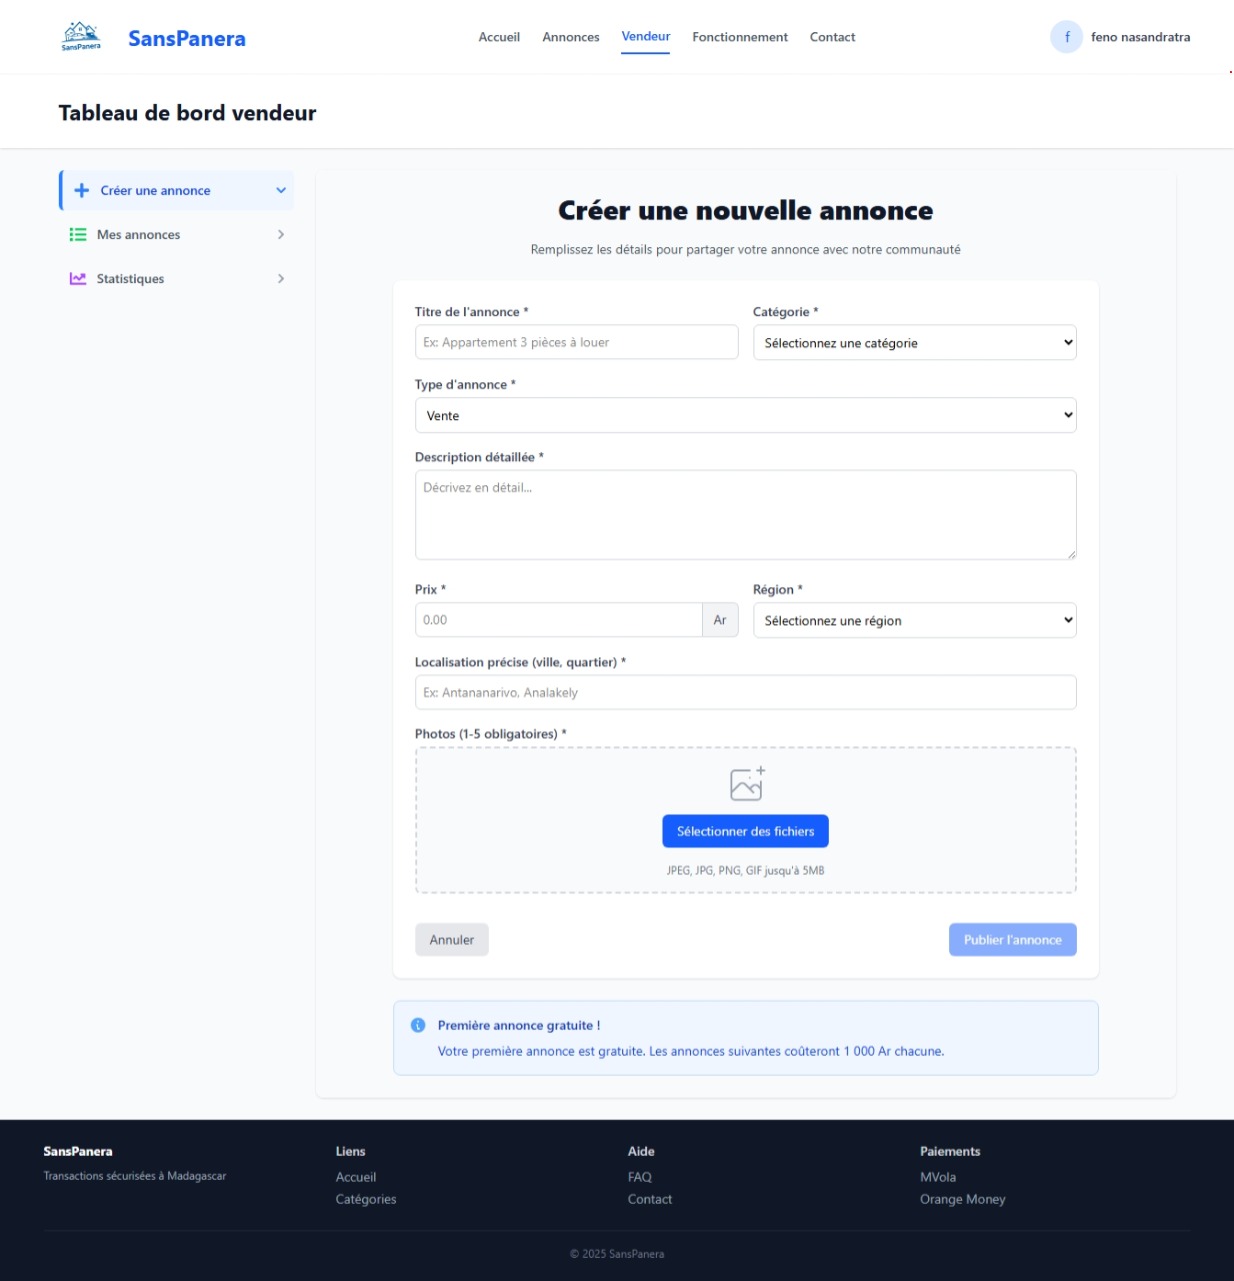 SansPanera
SansPanera
Accueil
Annonces
Vendeur
Fonctionnement
Contact
f
feno nasandratra
Tableau de bord vendeur
Créer une annonce
Mes annonces
Statistiques
Créer une nouvelle annonce
Remplissez les détails pour partager votre annonce avec notre communauté
Titre de l'annonce *
Ex: Appartement 3 pièces à louer
Catégorie *
Sélectionnez une catégorie
Type d'annonce *
Vente
Description détaillée *
Décrivez en détail...
Prix *
0.00
Ar
Région *
Sélectionnez une région
Localisation précise (ville, quartier) *
Ex: Antananarivo, Analakely
Photos (1-5 obligatoires) *
Sélectionner des fichiers
JPEG, JPG, PNG, GIF jusqu'à 5MB
Annuler
Publier l'annonce
Première annonce gratuite !
Votre première annonce est gratuite. Les annonces suivantes coûteront 1 000 Ar chacune.
SansPanera
Transactions sécurisées à Madagascar
Liens
Accueil
Catégories
Aide
FAQ
Contact
Paiements
MVola
Orange Money
© 2025 SansPanera